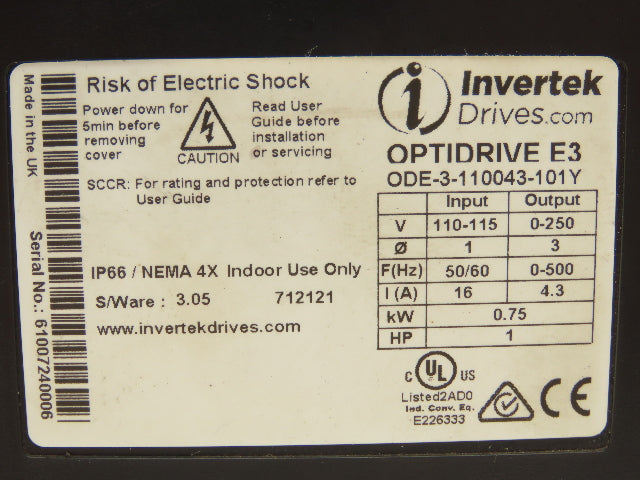 Made in the UK
Serial No.: 61007240006
Risk of Electric Shock
Power down for
5min before
removing
cover
CAUTION
Read User
Guide before
installation
or servicing
SCCR: For rating and protection refer to
User Guide
IP66 / NEMA 4X Indoor Use Only
S/Ware : 3.05 712121
www.invertekdrives.com
Invertek
Drives.com
OPTIDRIVE E3
ODE-3-110043-101Y
Input Output
V 110-115 0-250
Ø 1 3
F(Hz) 50/60 0-500
I (A) 16 4.3
kW 0.75
HP 1
C UL US
Listed2AD0
Ind. Conv. Eq.
E226333
CE